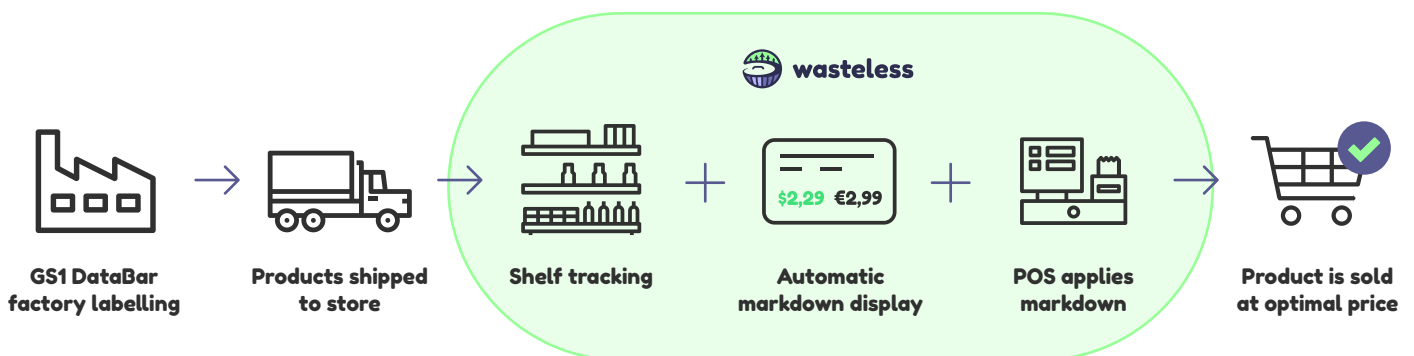 wasteless
$2,29 €2,99
GS1 DataBar
factory labelling
Products shipped
to store
Shelf tracking
Automatic
markdown display
POS applies
markdown
Product is sold
at optimal price